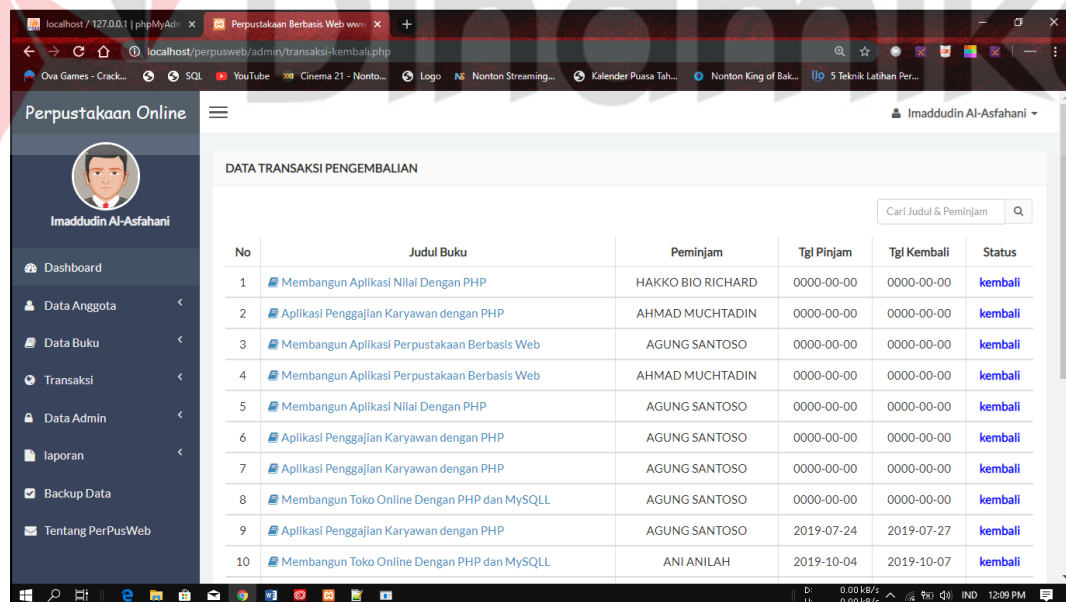 Dinamika
localhost / 127.0.0.1 | phpMyAdn
Perpustakaan Berbasis Web www
localhost/perpusweb/admin/transaksi-kembali.php
Ova Games - Crack... SQL YouTube Cinema 21 - Nonto... Logo Nonton Streaming... Kalender Puasa Tah... Nonton King of Bak... 5 Teknik Latihan Per...
Perpustakaan Online
Imaddudin Al-Asfahani
Imaddudin Al-Asfahani
Dashboard
Data Anggota
Data Buku
Transaksi
Data Admin
laporan
Backup Data
Tentang PerPusWeb
DATA TRANSAKSI PENGEMBALIAN
Cari Judul & Peminjam
No Judul Buku Peminjam Tgl Pinjam Tgl Kembali Status
1 Membangun Aplikasi NIlai Dengan PHP HAKKO BIO RICHARD 0000-00-00 0000-00-00 kembali
2 Aplikasi Penggajian Karyawan dengan PHP AHMAD MUCHTADIN 0000-00-00 0000-00-00 kembali
3 Membangun Aplikasi Perpustakaan Berbasis Web AGUNG SANTOSO 0000-00-00 0000-00-00 kembali
4 Membangun Aplikasi Perpustakaan Berbasis Web AHMAD MUCHTADIN 0000-00-00 0000-00-00 kembali
5 Membangun Aplikasi NIlai Dengan PHP AGUNG SANTOSO 0000-00-00 0000-00-00 kembali
6 Aplikasi Penggajian Karyawan dengan PHP AGUNG SANTOSO 0000-00-00 0000-00-00 kembali
7 Aplikasi Penggajian Karyawan dengan PHP AGUNG SANTOSO 0000-00-00 0000-00-00 kembali
8 Membangun Toko Online Dengan PHP dan MySQLL AGUNG SANTOSO 0000-00-00 0000-00-00 kembali
9 Aplikasi Penggajian Karyawan dengan PHP AGUNG SANTOSO 2019-07-24 2019-07-27 kembali
10 Membangun Toko Online Dengan PHP dan MySQLL ANI ANILAH 2019-10-04 2019-10-07 kembali
D: 0.00 kB/s
U: 0.00 kB/s
IND 12:09 PM